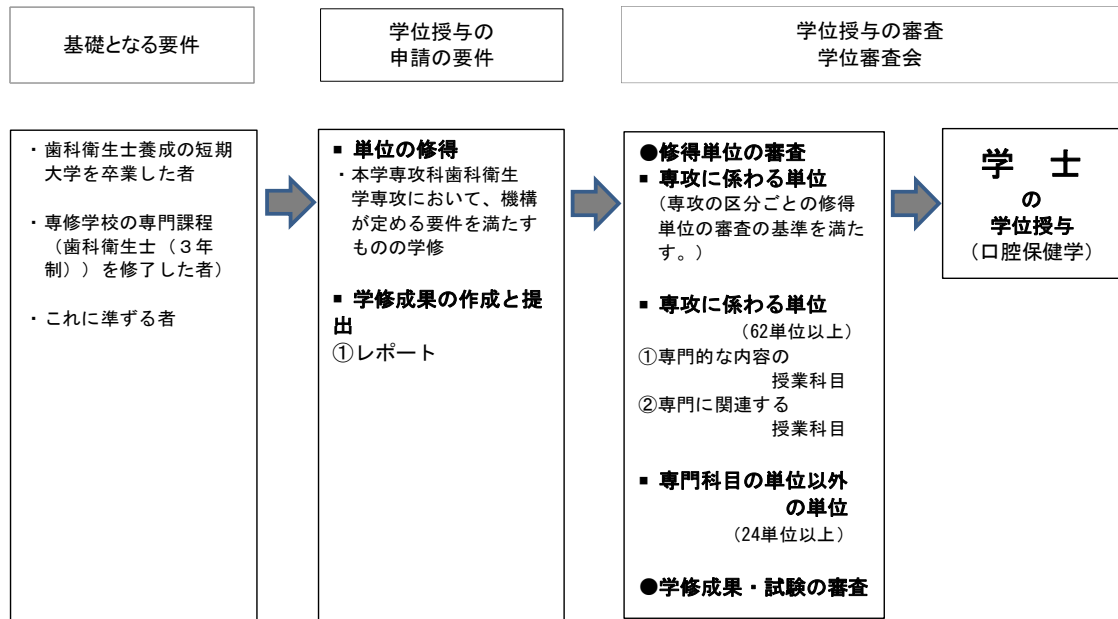 基礎となる要件
学位授与の
申請の要件
学位授与の審査
学位審査会
・歯科衛生士養成の短期
大学を卒業した者
・専修学校の専門課程
（歯科衛生士（３年
制））を修了した者）
・これに準ずる者
▪ 単位の修得
・本学専攻科歯科衛生
学専攻において、機構
が定める要件を満たす
ものの学修
▪ 学修成果の作成と提
出
①レポート
●修得単位の審査
▪ 専攻に係わる単位
（専攻の区分ごとの修得
単位の審査の基準を満た
す。）
▪ 専攻に係わる単位
（62単位以上）
①専門的な内容の
授業科目
②専門に関連する
授業科目
▪ 専門科目の単位以外
の単位
（24単位以上）
●学修成果・試験の審査
学　士
の
学位授与
（口腔保健学）